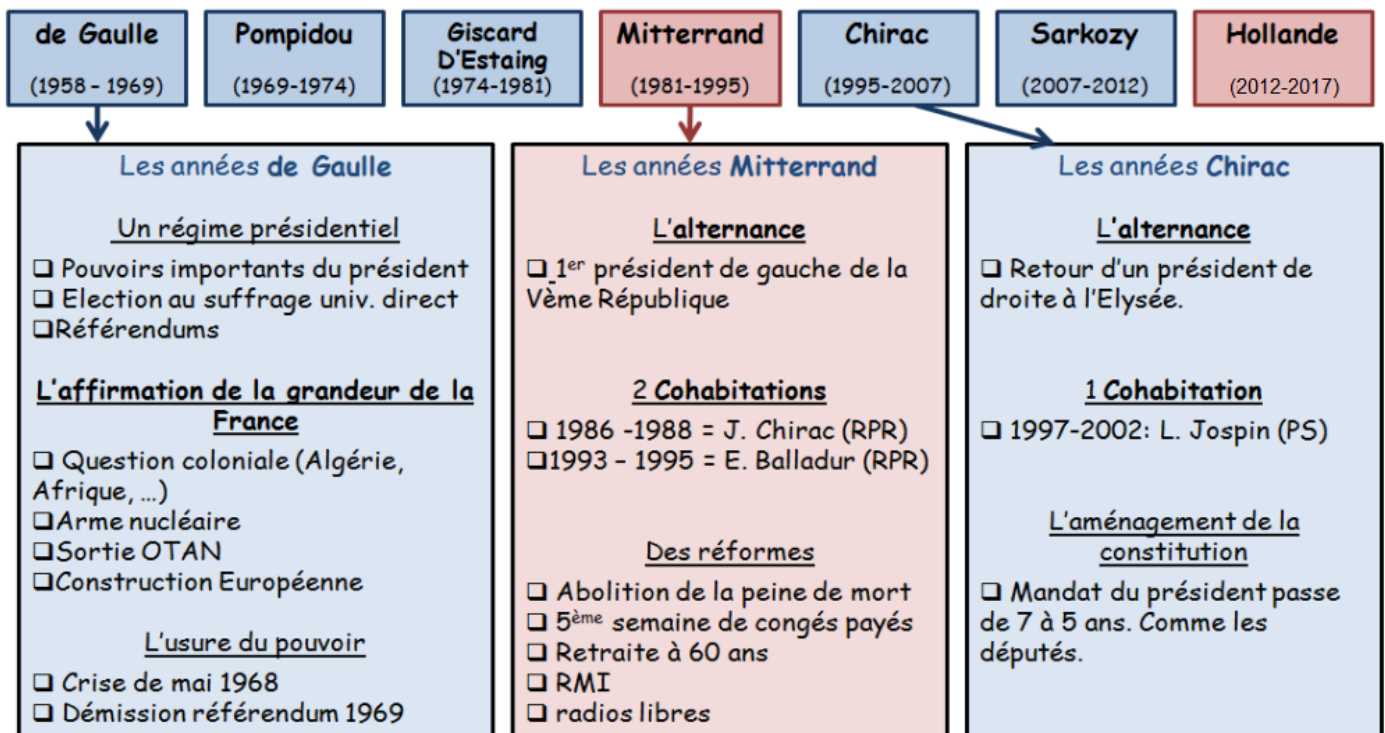 de Gaulle
(1958 – 1969)
Pompidou
(1969-1974)
Giscard
D'Estaing
(1974-1981)
Mitterrand
(1981-1995)
Chirac
(1995-2007)
Sarkozy
(2007-2012)
Hollande
(2012-2017)
Les années de Gaulle
Un régime présidentiel
❑ Pouvoirs importants du président
❑ Election au suffrage univ. direct
❑Référendums
L'affirmation de la grandeur de la
France
❑ Question coloniale (Algérie,
Afrique, …)
❑Arme nucléaire
❑Sortie OTAN
❑Construction Européenne
L'usure du pouvoir
❑ Crise de mai 1968
❑ Démission référendum 1969
Les années Mitterrand
L'alternance
❑ 1er président de gauche de la
Vème République
2 Cohabitations
❑ 1986 -1988 = J. Chirac (RPR)
❑1993 – 1995 = E. Balladur (RPR)
Des réformes
❑ Abolition de la peine de mort
❑ 5ème semaine de congés payés
❑ Retraite à 60 ans
❑ RMI
❑ radios libres
Les années Chirac
L'alternance
❑ Retour d'un président de
droite à l'Elysée.
1 Cohabitation
❑ 1997-2002: L. Jospin (PS)
L'aménagement de la
constitution
❑ Mandat du président passe
de 7 à 5 ans. Comme les
députés.